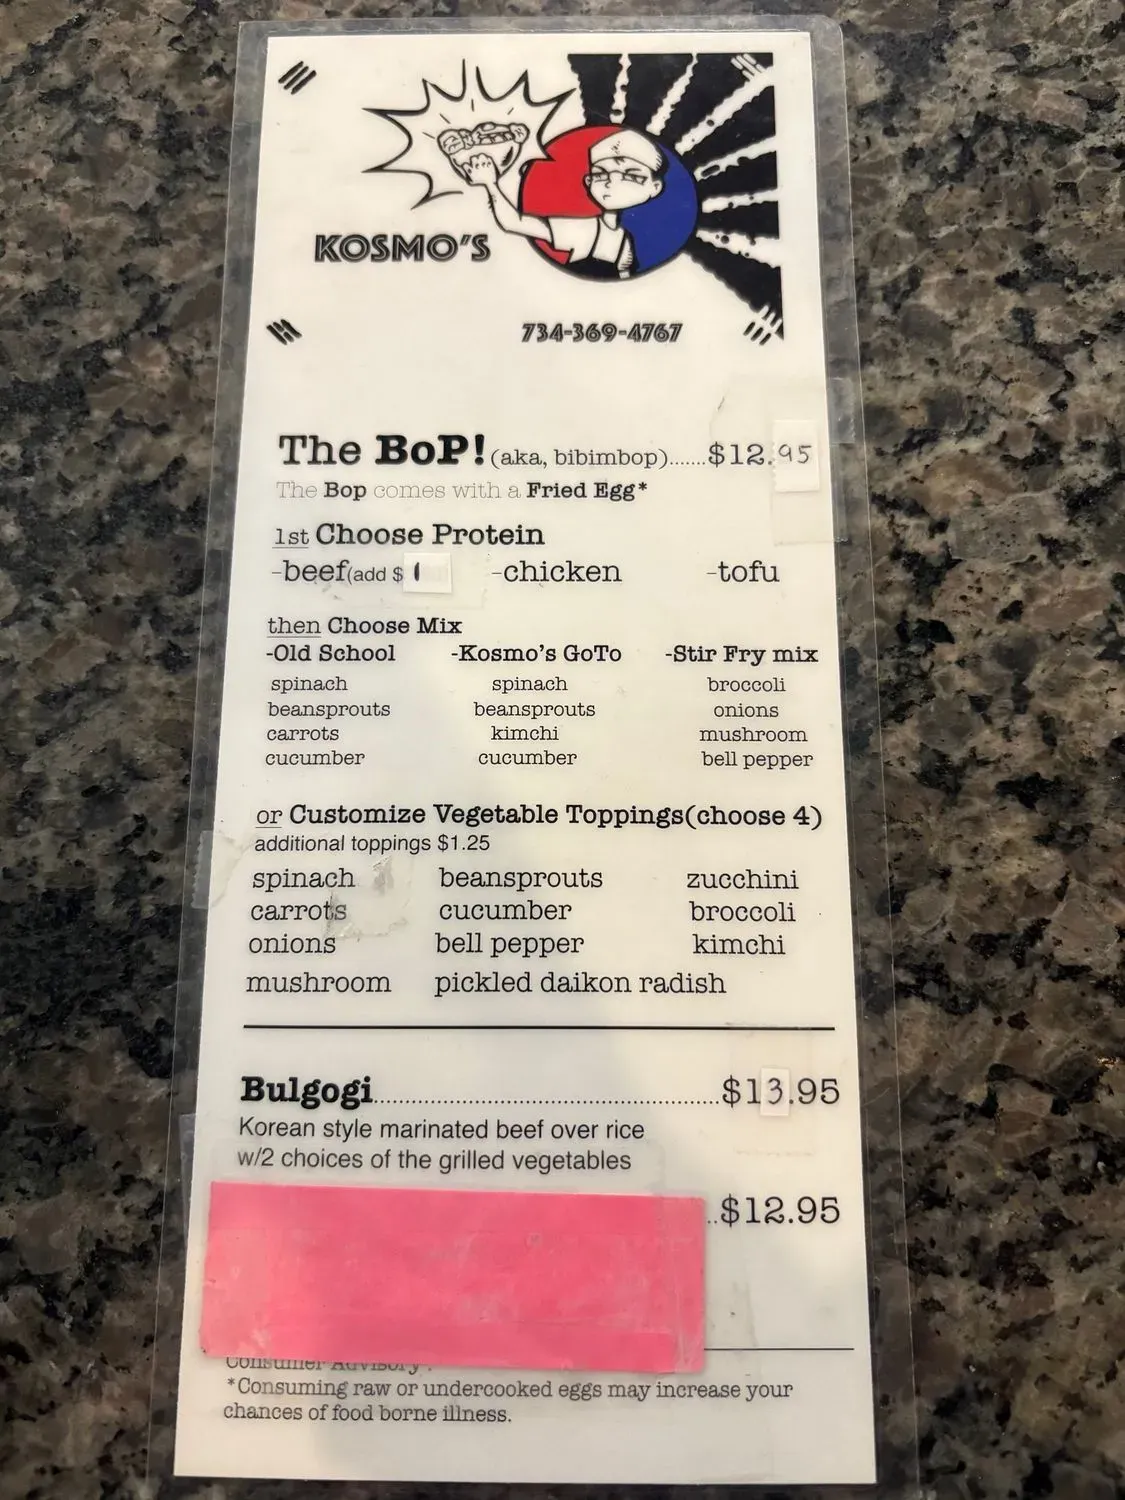 KOSMO'S
734-369-4767
The BoP! (aka, bibimbop).......$12.95
The Bop comes with a Fried Egg*
1st Choose Protein
-beef(add $ 1 -chicken -tofu
then Choose Mix
-Old School -Kosmo's GoTo -Stir Fry mix
spinach spinach broccoli
beansprouts beansprouts onions
carrots kimchi mushroom
cucumber cucumber bell pepper
or Customize Vegetable Toppings(choose 4)
additional toppings $1.25
spinach beansprouts zucchini
carrots cucumber broccoli
onions bell pepper kimchi
mushroom pickled daikon radish
Bulgogi..........................................................$13.95
Korean style marinated beef over rice
w/2 choices of the grilled vegetables
..$12.95
Consumer Advisory:
*Consuming raw or undercooked eggs may increase your
chances of food borne illness.